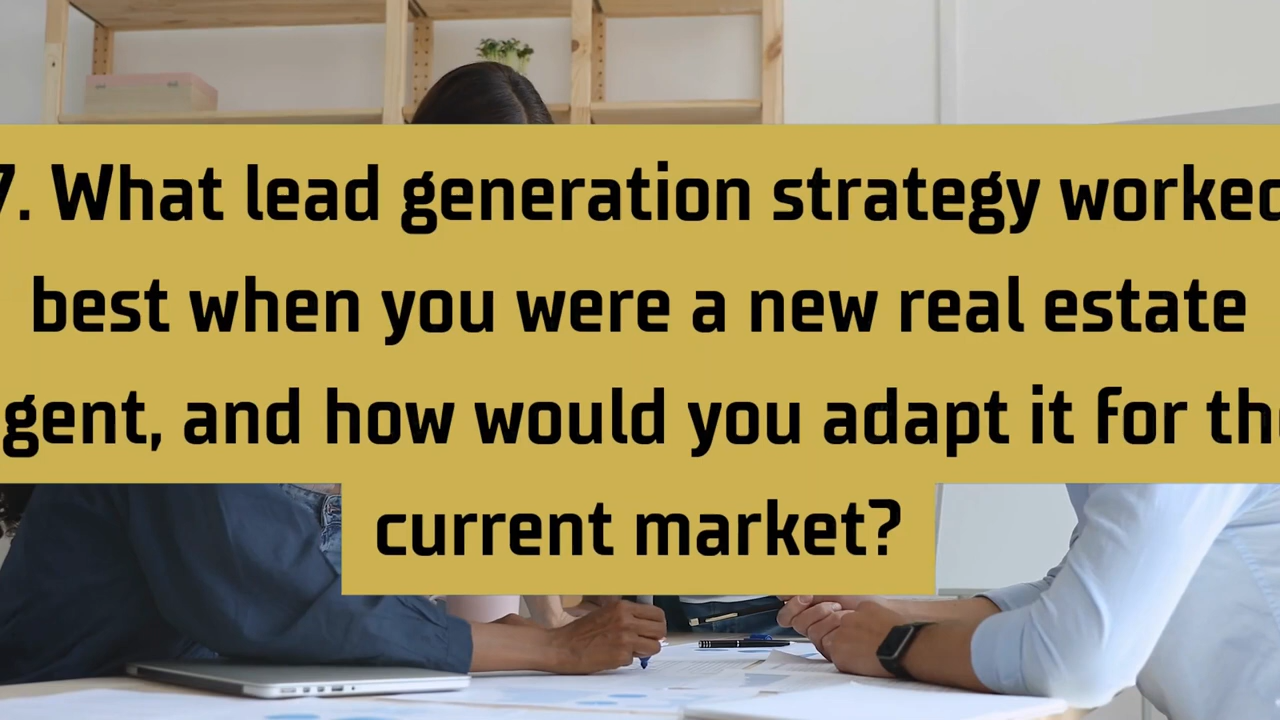 7. What lead generation strategy worked
best when you were a new real estate
gent, and how would you adapt it for th
current market?